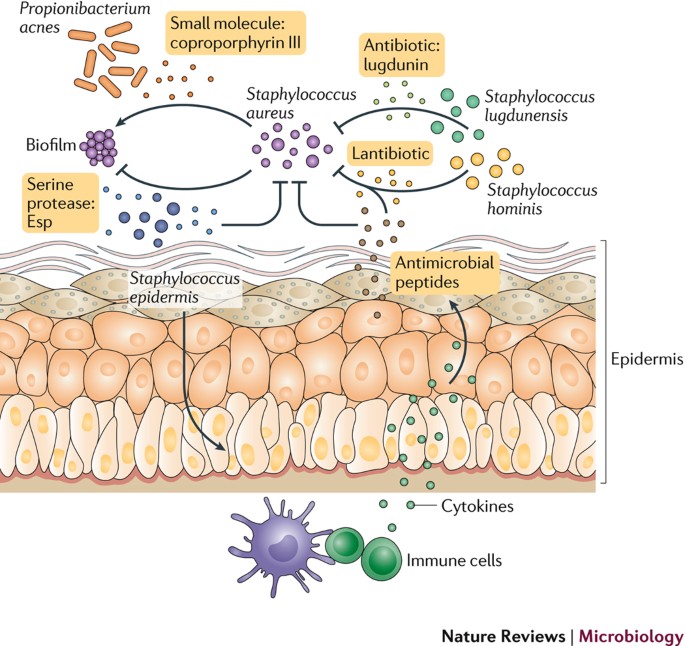 Propionibacterium
acnes
Small molecule:
coproporphyrin III
Antibiotic:
lugdunin
Staphylococcus
aureus
Staphylococcus
lugdunensis
Biofilm
Lantibiotic
Serine
protease:
Esp
Staphylococcus
hominis
Staphylococcus
epidermis
Antimicrobial
peptides
Epidermis
Cytokines
Immune cells
Nature Reviews | Microbiology